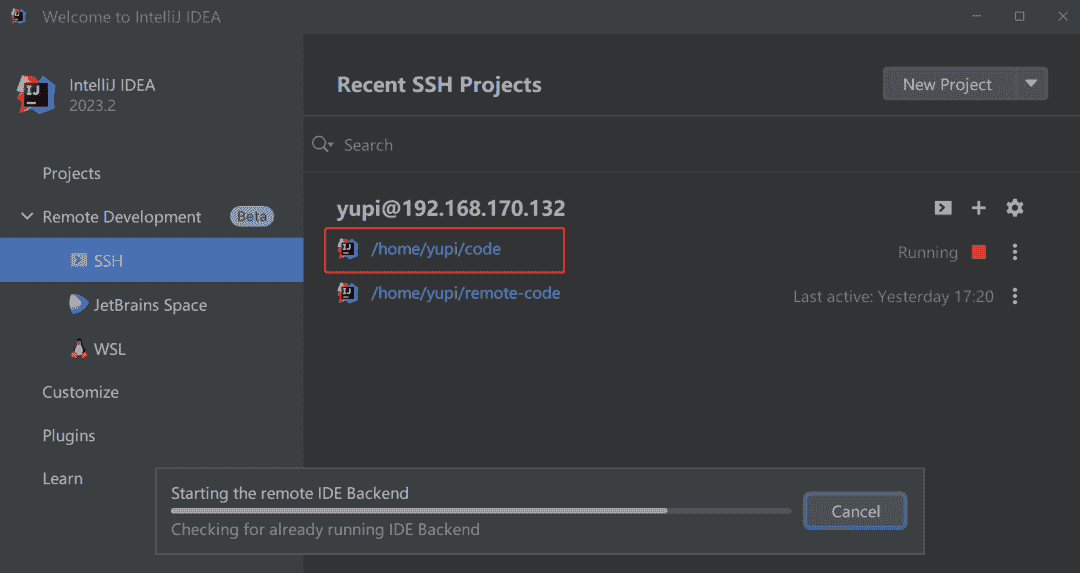 Welcome to IntelliJ IDEA
IntelliJ IDEA
2023.2
Projects
Remote Development Beta
SSH
JetBrains Space
WSL
Customize
Plugins
Learn
Recent SSH Projects
New Project
Search
yupi@192.168.170.132
/home/yupi/code Running
/home/yupi/remote-code Last active: Yesterday 17:20
Starting the remote IDE Backend
Checking for already running IDE Backend
Cancel